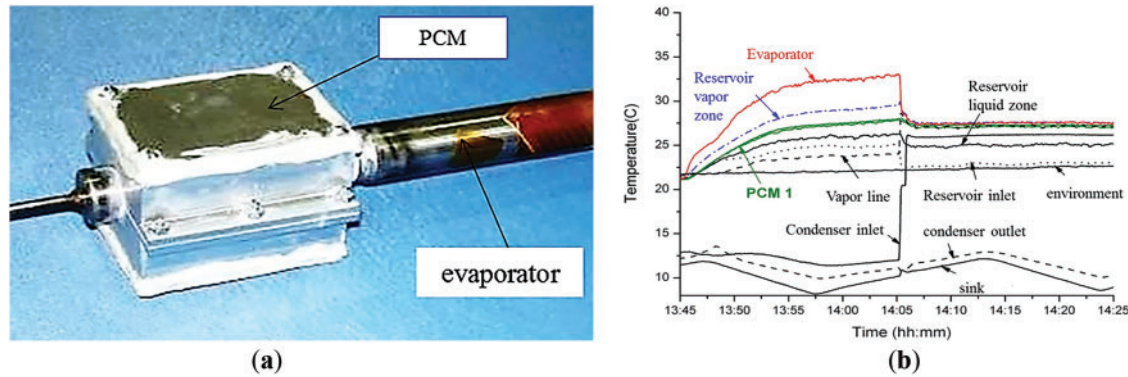 PCM
evaporator
(a)
b)
40
35
30
25
20
15
10
Temperature(C)
Evaporator
Reservoir
vapor
zone
Reservoir
liquid zone
PCM 1
Vapor line
Reservoir inlet
environment
Condenser inlet
condenser outlet
sink
13:45 13:50 13:55 14:00 14:05 14:10 14:15 14:20 14:25
Time (hh:mm)
(b)